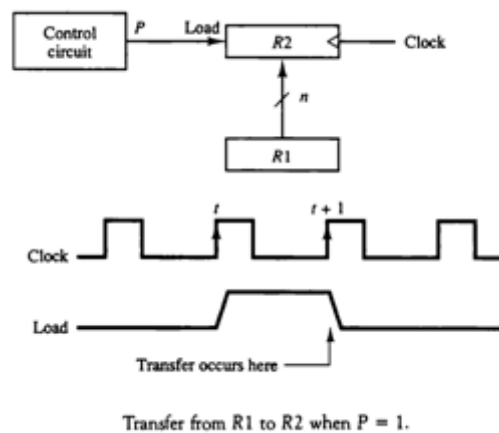 Control
circuit
P
Load
R2
Clock
n
R1
t
t + 1
Clock
Load
Transfer occurs here
Transfer from R1 to R2 when P = 1.